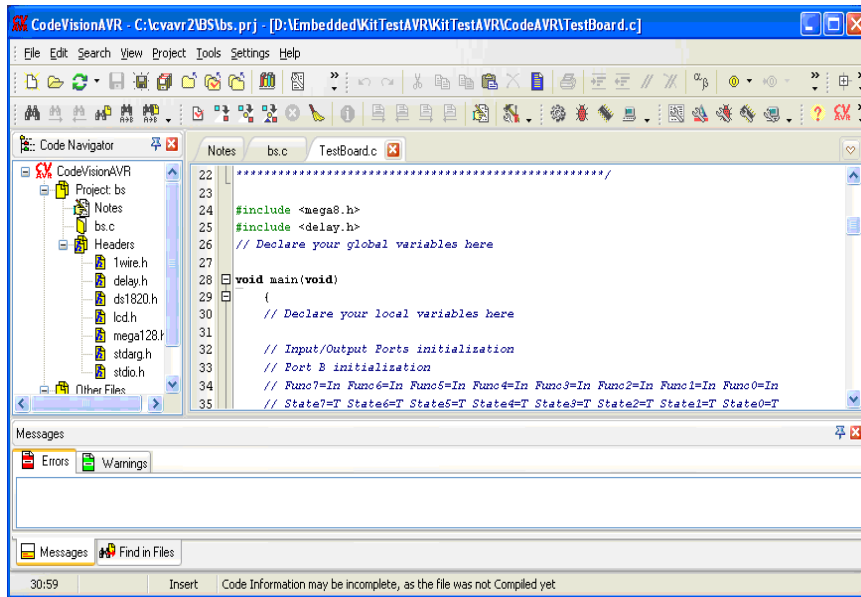 CodeVisionAVR - C:\cvavr2\BS\bs.prj - [D:\Embedded\KitTestAVR\KitTestAVR\CodeAVR\TestBoard.c]
File Edit Search View Project Tools Settings Help
Code Navigator
CodeVisionAVR
Project: bs
Notes
bs.c
Headers
1wire.h
delay.h
ds1820.h
lcd.h
mega128.h
stdarg.h
stdio.h
Other Files
Notes bs.c TestBoard.c
22 ******************************************************/
23
24 #include <mega8.h>
25 #include <delay.h>
26 // Declare your global variables here
27
28 void main(void)
29 {
30 // Declare your local variables here
31
32 // Input/Output Ports initialization
33 // Port B initialization
34 // Func7=In Func6=In Func5=In Func4=In Func3=In Func2=In Func1=In Func0=In
35 // State7=T State6=T State5=T State4=T State3=T State2=T State1=T State0=T
Messages
Errors Warnings
Messages Find in Files
30:59 Insert Code Information may be incomplete, as the file was not Compiled yet